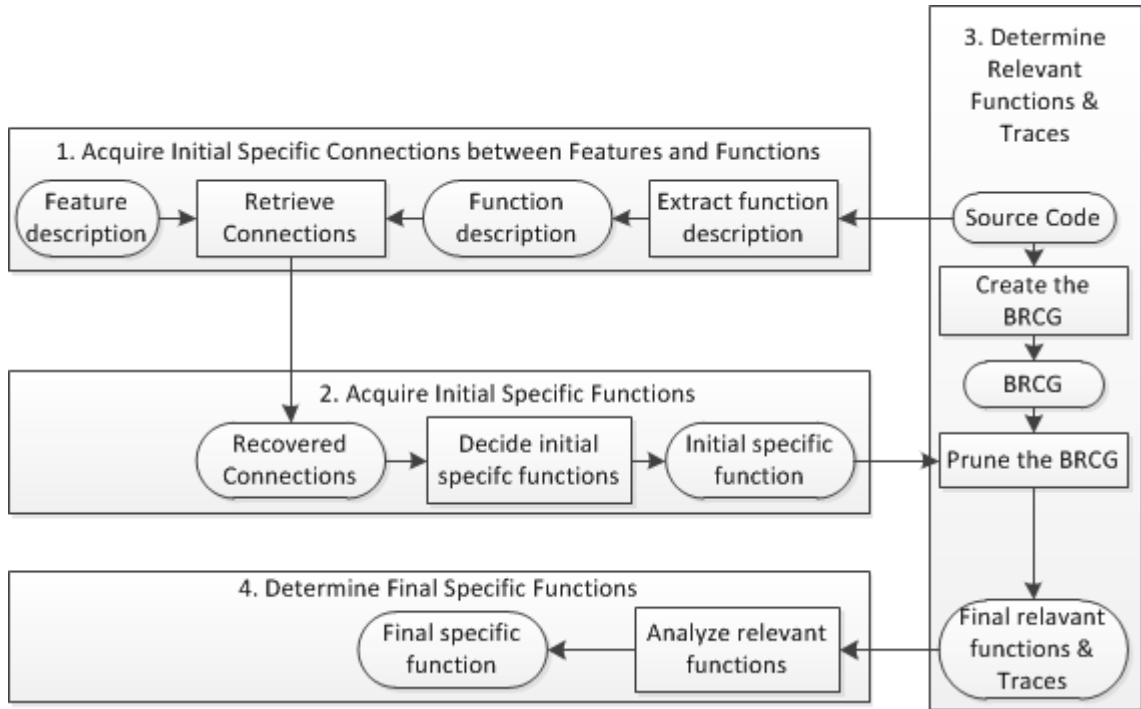 3. Determine
Relevant
Functions &
Traces
1. Acquire Initial Specific Connections between Features and Functions
Feature
description
Retrieve
Connections
Function
description
Extract function
description
Source Code
Create the
BRCG
BRCG
2. Acquire Initial Specific Functions
Recovered
Connections
Decide initial
specifc functions
Initial specific
function
Prune the BRCG
4. Determine Final Specific Functions
Final specific
function
Analyze relevant
functions
Final relavant
functions &
Traces